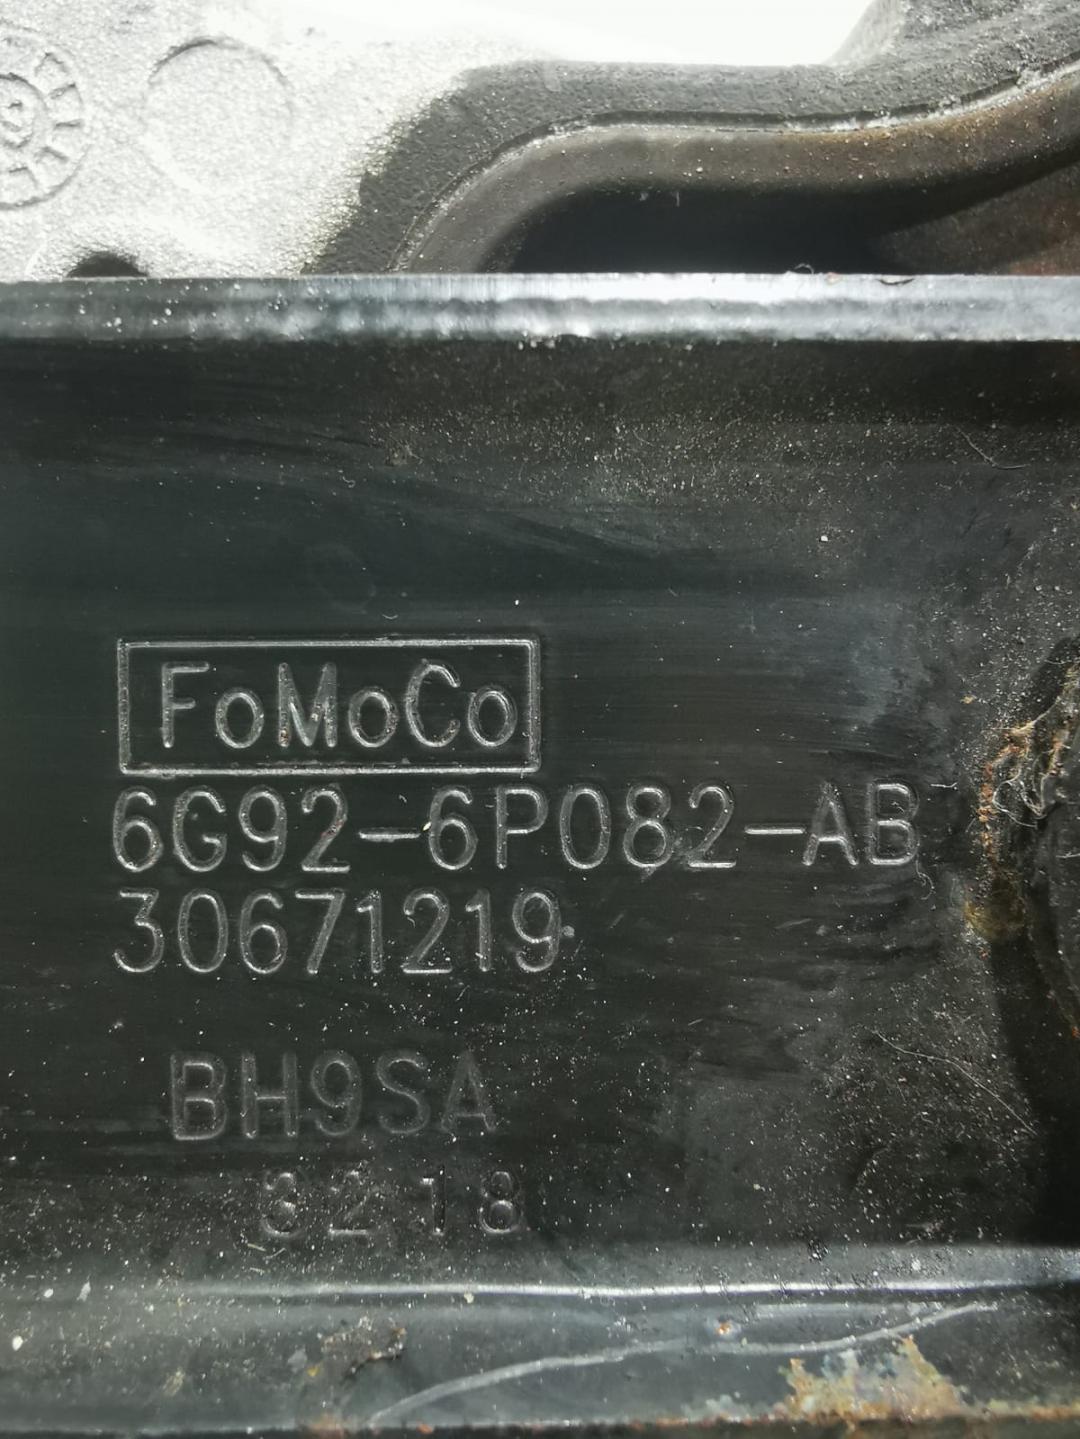 FoMoCo
6G92-6P082-AB
30671219
BH9SA
3218